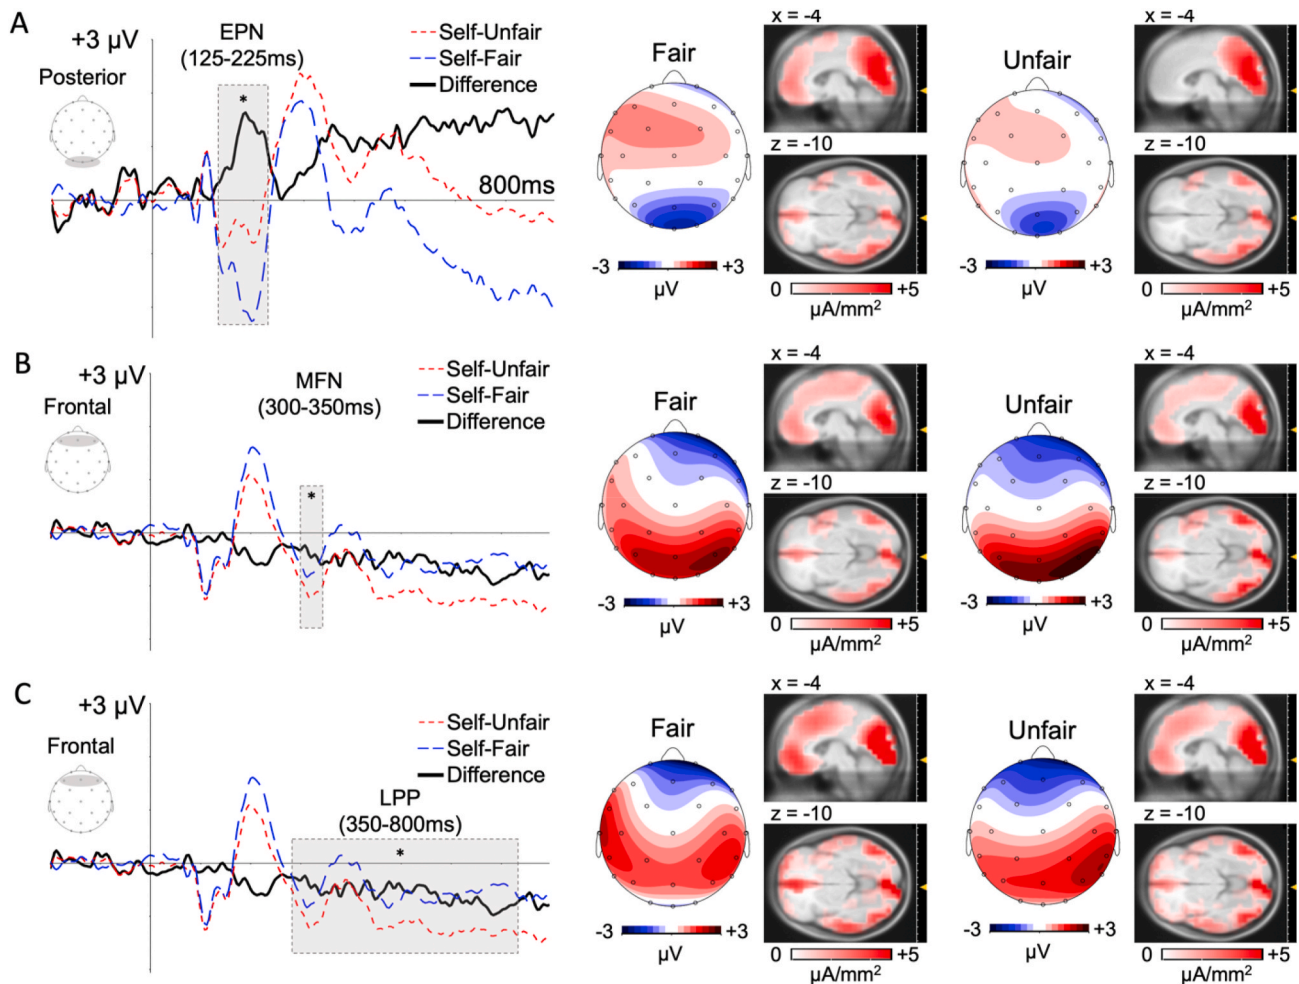 A
+3 µV
Posterior
EPN
(125-225ms)
*
Self-Unfair
Self-Fair
Difference
800ms
Fair
-3
+3
µV
x = -4
z = -10
0
+5
µA/mm²
Unfair
-3
+3
µV
x = -4
z = -10
0
+5
µA/mm²
B
+3 µV
Frontal
MFN
(300-350ms)
*
Self-Unfair
Self-Fair
Difference
Fair
-3
+3
µV
x = -4
z = -10
0
+5
µA/mm²
Unfair
-3
+3
µV
x = -4
z = -10
0
+5
µA/mm²
C
+3 µV
Frontal
Self-Unfair
Self-Fair
Difference
LPP
(350-800ms)
*
Fair
-3
+3
µV
x = -4
z = -10
0
+5
µA/mm²
Unfair
-3
+3
µV
x = -4
z = -10
0
+5
µA/mm²